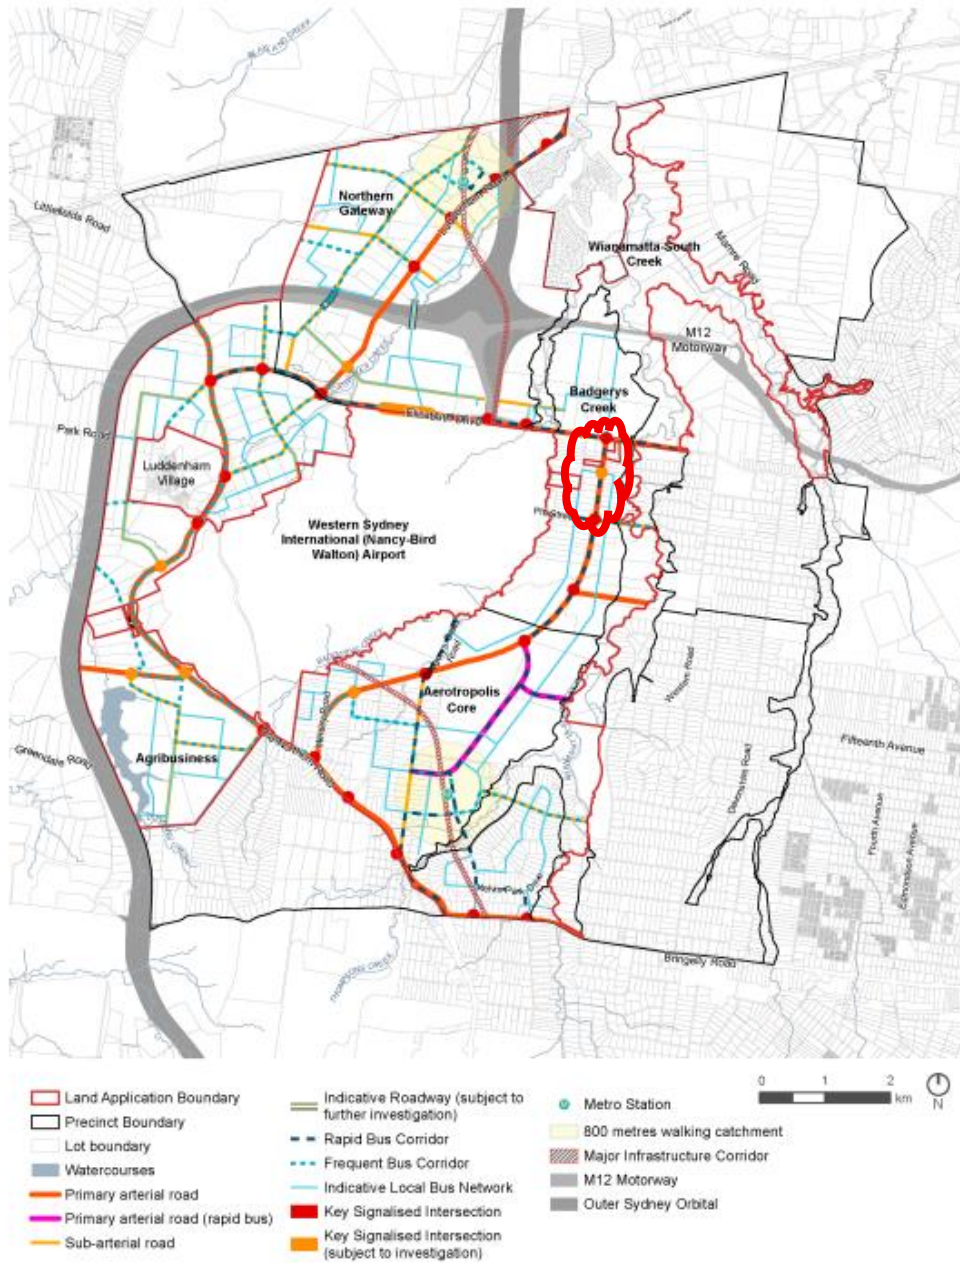 Northern
Gateway
Littlefields Road
Wianamatta-South
Creek
Mamre Road
M12
Motorway
Badgerys
Creek
Elizabeth Drive
Park Road
Luddenham
Village
Western Sydney
International (Nancy-Bird
Walton) Airport
Aerotropolis
Core
Western Road
Fifteenth Avenue
Greendale Road
Agribusiness
Devonshire Road
Fourth Avenue
Edmondson Avenue
Bringelly Road
THOMPSONS CREEK
Land Application Boundary
Precinct Boundary
Lot boundary
Watercourses
Primary arterial road
Primary arterial road (rapid bus)
Sub-arterial road
Indicative Roadway (subject to
further investigation)
Rapid Bus Corridor
Frequent Bus Corridor
Indicative Local Bus Network
Key Signalised Intersection
Key Signalised Intersection
(subject to investigation)
0 1 2
km
N
Metro Station
800 metres walking catchment
Major Infrastructure Corridor
M12 Motorway
Outer Sydney Orbital